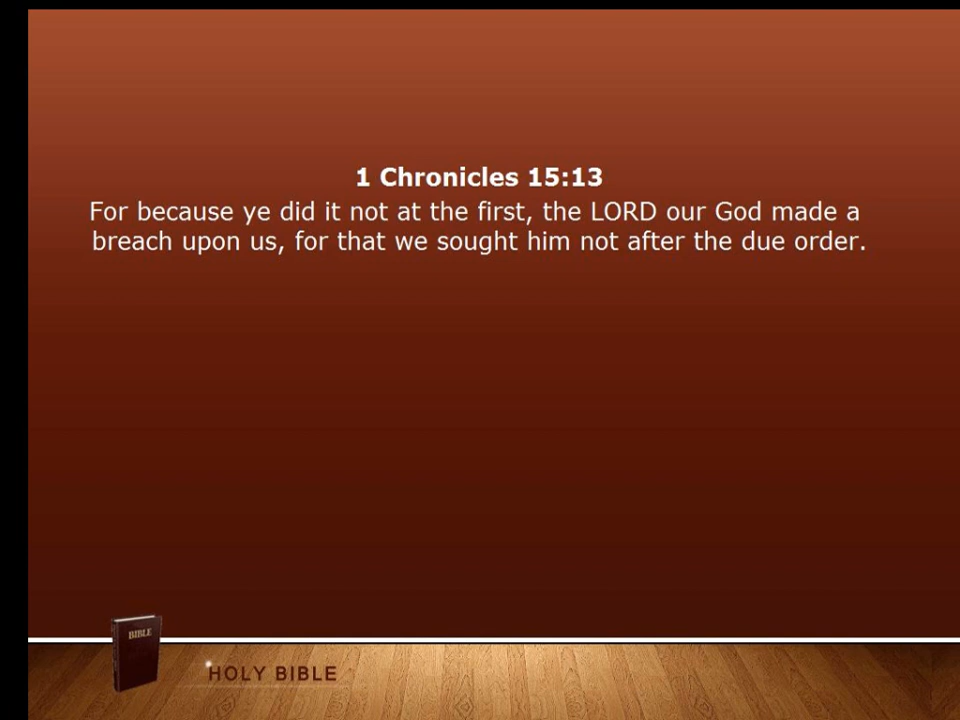 1 Chronicles 15:13
For because ye did it not at the first, the LORD our God made a
breach upon us, for that we sought him not after the due order.
BIBLE
HOLY BIBLE